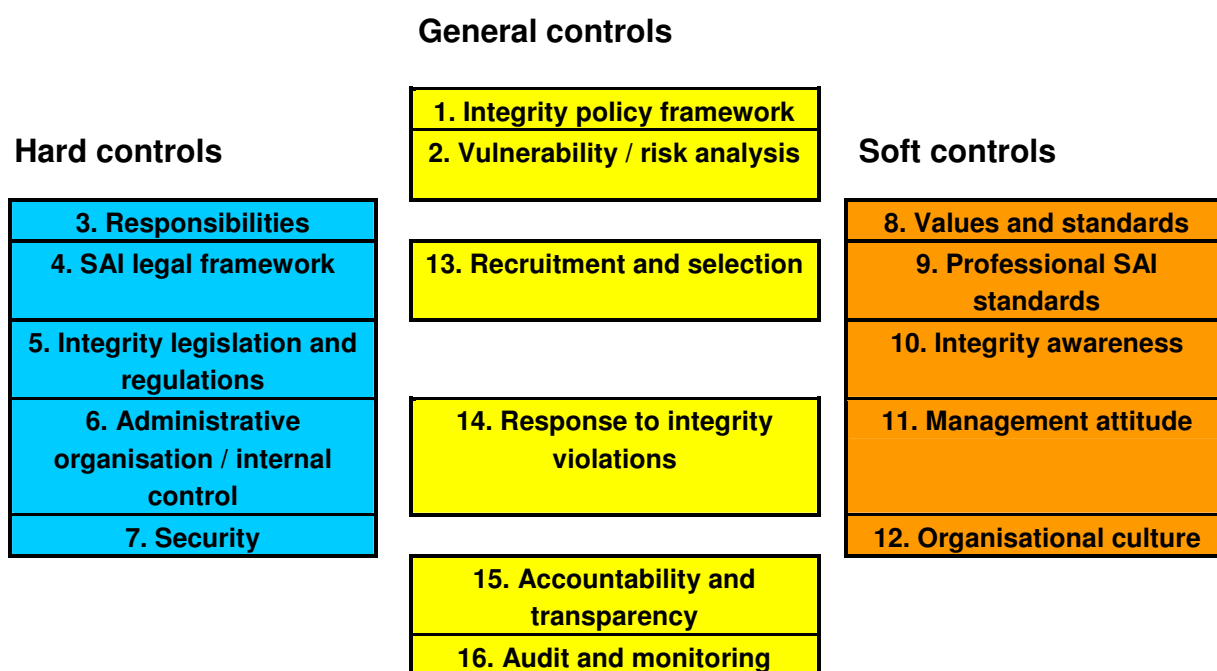 General controls
1. Integrity policy framework
2. Vulnerability / risk analysis
Hard controls
3. Responsibilities
4. SAI legal framework
5. Integrity legislation and
regulations
6. Administrative
organisation / internal
control
7. Security
13. Recruitment and selection
14. Response to integrity
violations
15. Accountability and
transparency
16. Audit and monitoring
Soft controls
8. Values and standards
9. Professional SAI
standards
10. Integrity awareness
11. Management attitude
12. Organisational culture